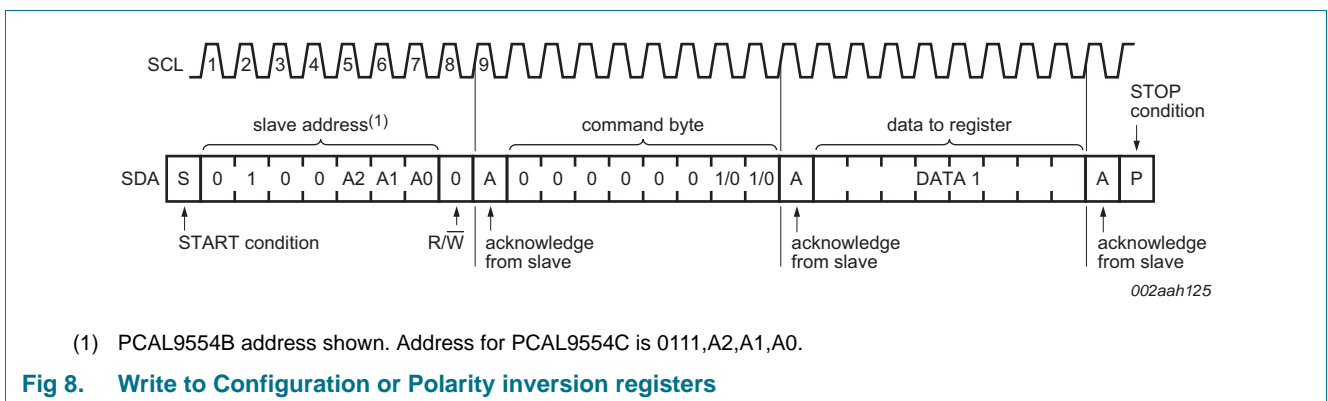 SCL 1 2 3 4 5 6 7 8 9
STOP condition
slave address(1) command byte data to register
SDA S 0 1 0 0 A2 A1 A0 0 A 0 0 0 0 0 0 1/0 1/0 A DATA 1 A P
START condition R/W̅ acknowledge from slave acknowledge from slave acknowledge from slave
002aah125
(1) PCAL9554B address shown. Address for PCAL9554C is 0111,A2,A1,A0.
Fig 8. Write to Configuration or Polarity inversion registers